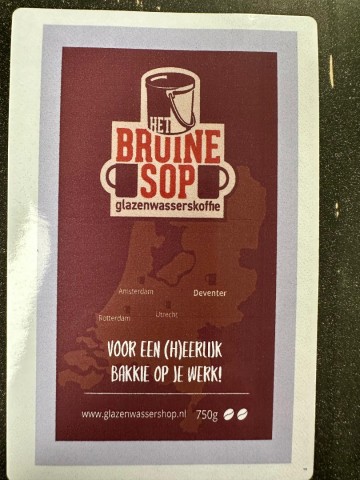 HET
BRUINE
SOP
glazenwasserskoffie
Amsterdam
Deventer
Rotterdam
Utrecht
VOOR EEN (H)EERLIJK
BAKKIE OP JE WERK!
www.glazenwassershop.nl 750g